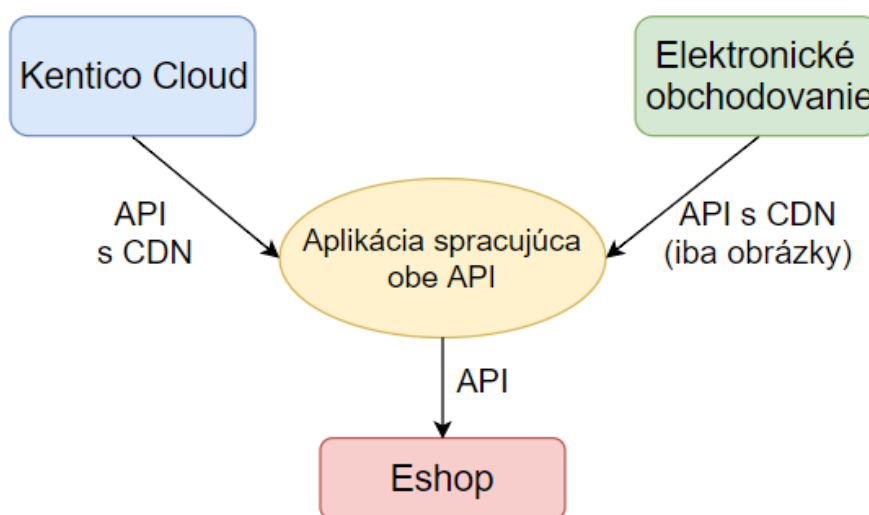 Kentico Cloud
Elektronické
obchodovanie
API
s CDN
API s CDN
(iba obrázky)
Aplikácia spracujúca
obe API
API
Eshop